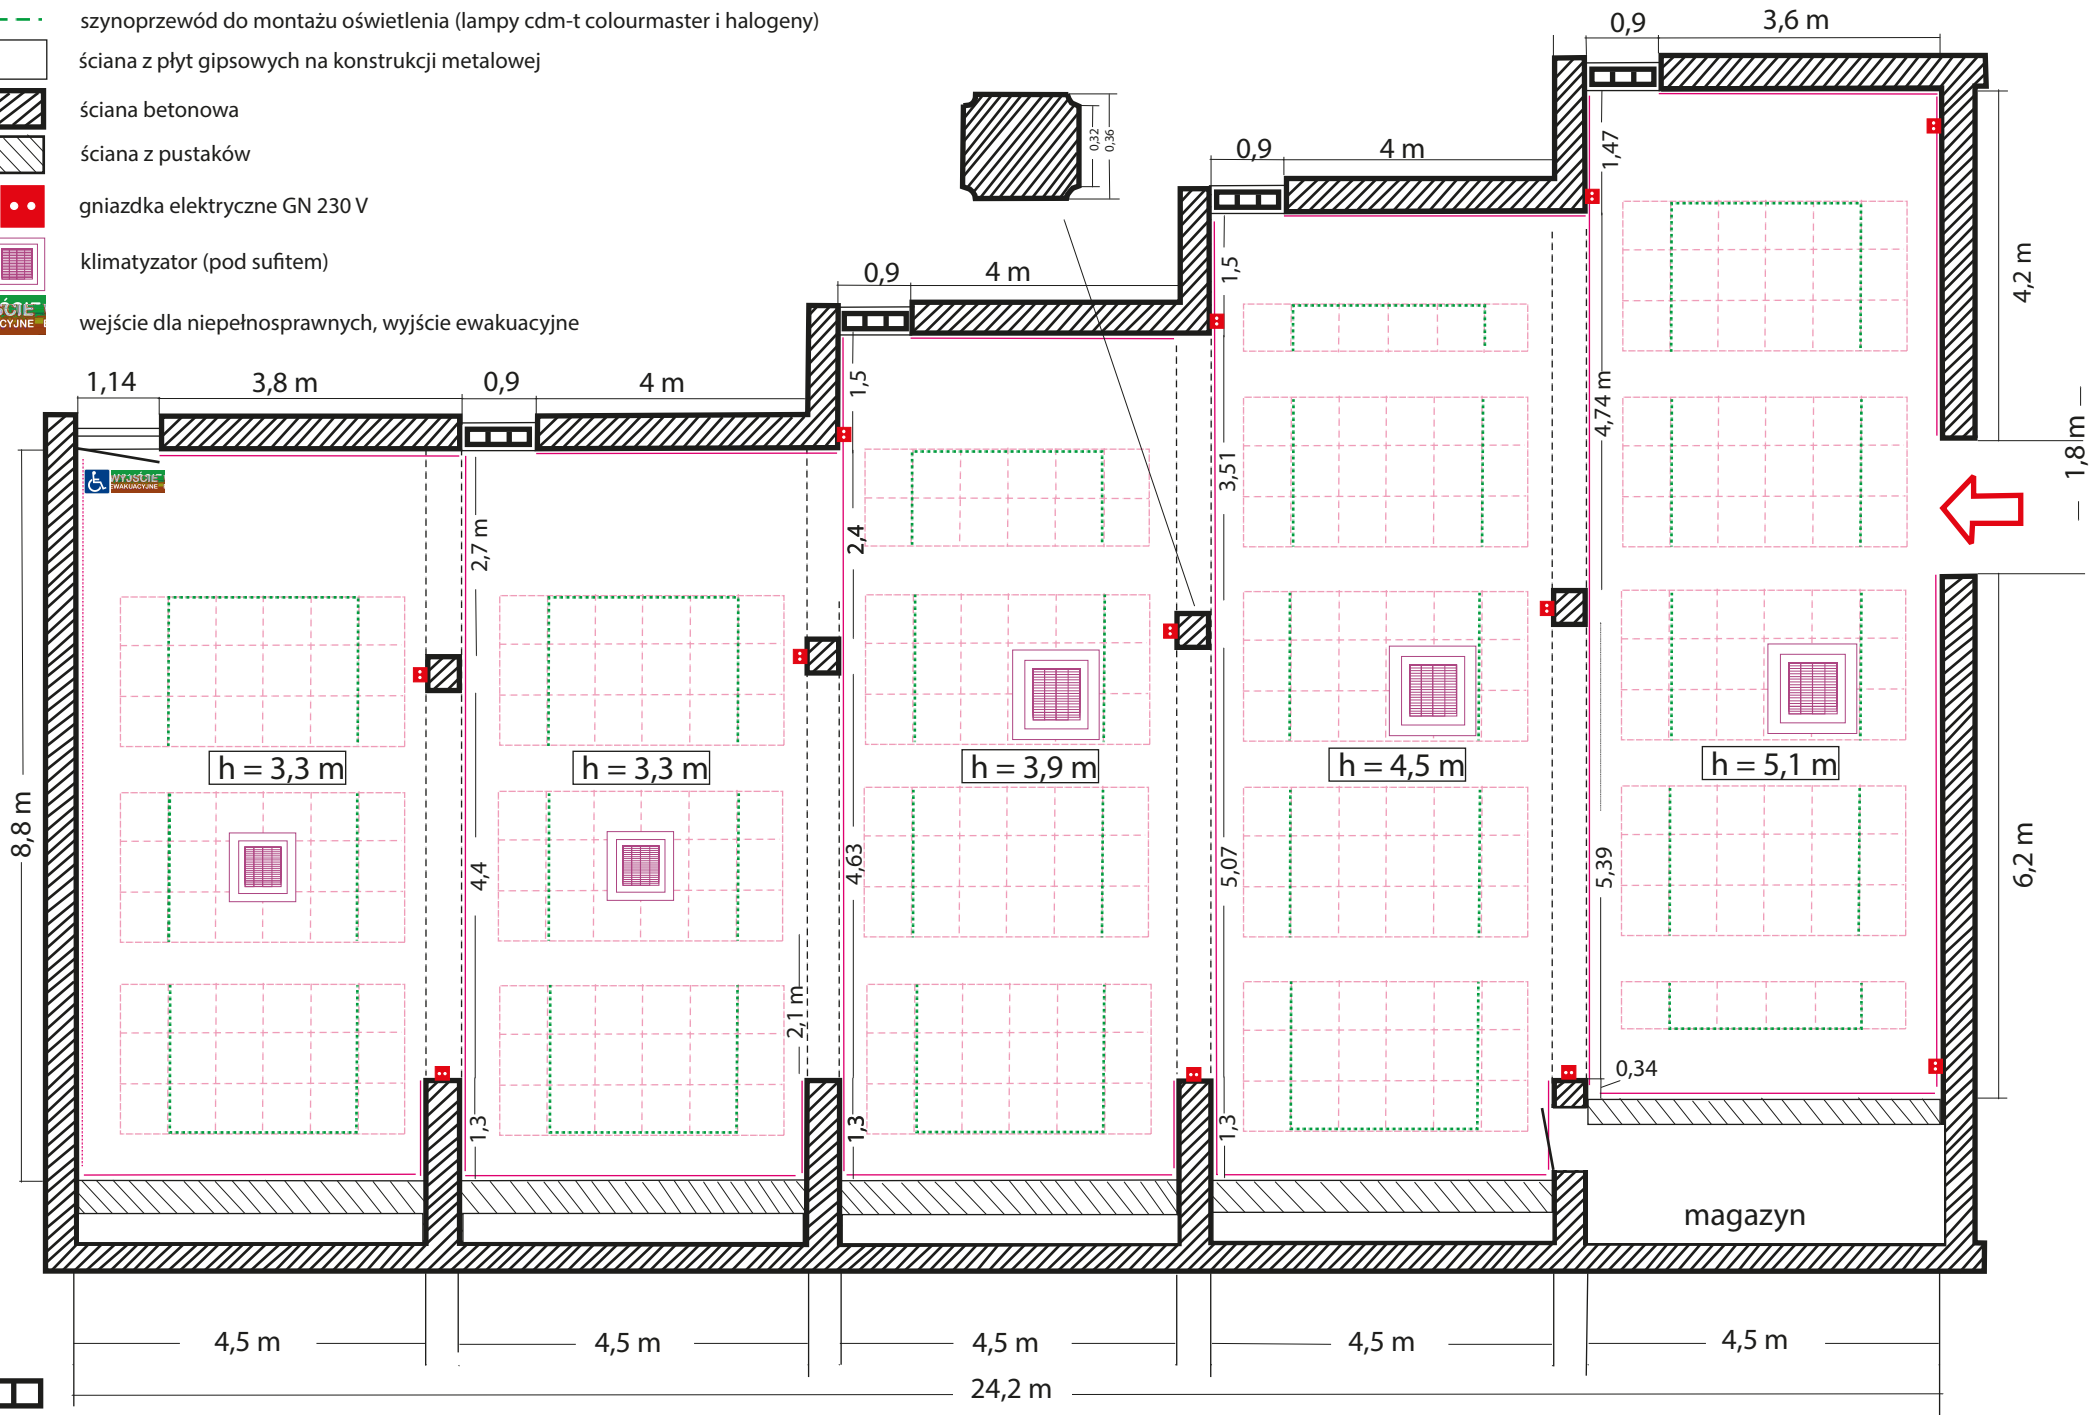 szynoprzewód do montażu oświetlenia (lampy cdm-t colourmaster i halogeny)
ściana z płyt gipsowych na konstrukcji metalowej
ściana betonowa
ściana z pustaków
gniazdka elektryczne GN 230 V
klimatyzator (pod sufitem)
wejście dla niepełnosprawnych, wyjście ewakuacyjne
0,9
3,6 m
0,32
0,36
0,9
4 m
1,47
0,9
4 m
1,5
4,2 m
1,14
3,8 m
0,9
4 m
1,5
4,74 m
1,8 m
WYJŚCIE
EWAKUACYJNE
2,7 m
2,4
3,51
h = 3,3 m
h = 3,3 m
h = 3,9 m
h = 4,5 m
h = 5,1 m
8,8 m
4,4
4,63
5,07
5,39
6,2 m
2,1 m
0,34
1,3
1,3
1,3
magazyn
4,5 m
4,5 m
4,5 m
4,5 m
4,5 m
24,2 m